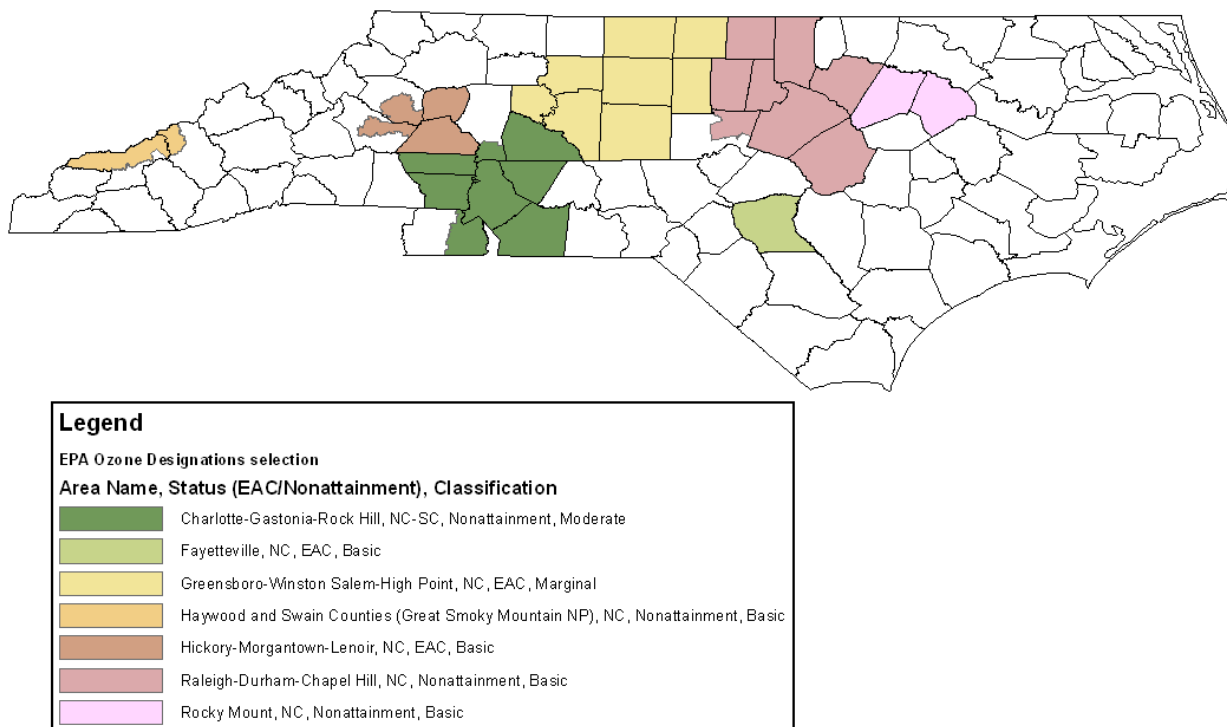 Legend
EPA Ozone Designations selection
Area Name, Status (EAC/Nonattainment), Classification
Charlotte-Gastonia-Rock Hill, NC-SC, Nonattainment, Moderate
Fayetteville, NC, EAC, Basic
Greensboro-Winston Salem-High Point, NC, EAC, Marginal
Haywood and Swain Counties (Great Smoky Mountain NP), NC, Nonattainment, Basic
Hickory-Morgantown-Lenoir, NC, EAC, Basic
Raleigh-Durham-Chapel Hill, NC, Nonattainment, Basic
Rocky Mount, NC, Nonattainment, Basic